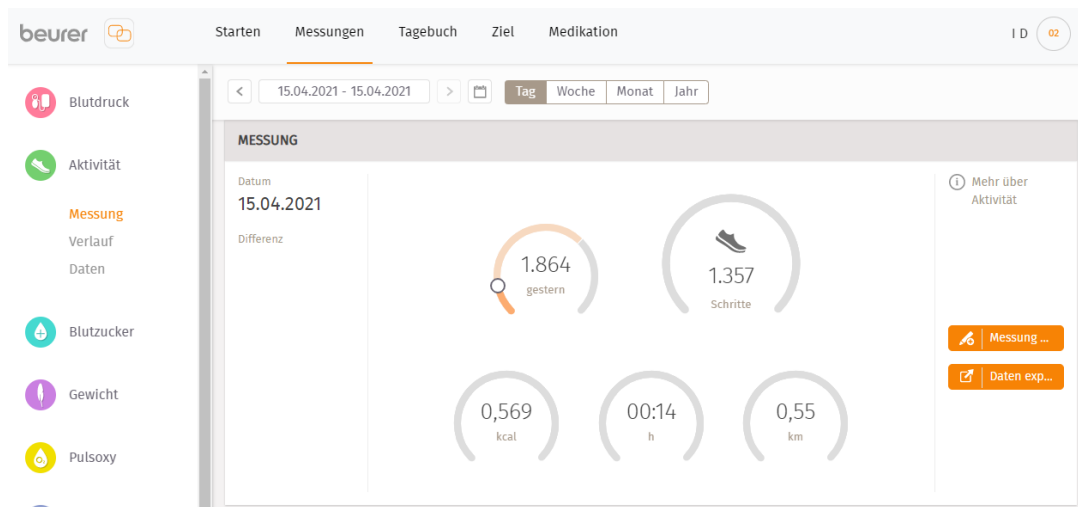 beurer
Starten Messungen Tagebuch Ziel Medikation
I D 02
Blutdruck
Aktivität
Messung
Verlauf
Daten
Blutzucker
Gewicht
Pulsoxy
15.04.2021 - 15.04.2021
Tag Woche Monat Jahr
MESSUNG
Datum
15.04.2021
Differenz
1.864
gestern
1.357
Schritte
0,569
kcal
00:14
h
0,55
km
Mehr über
Aktivität
Messung ...
Daten exp...